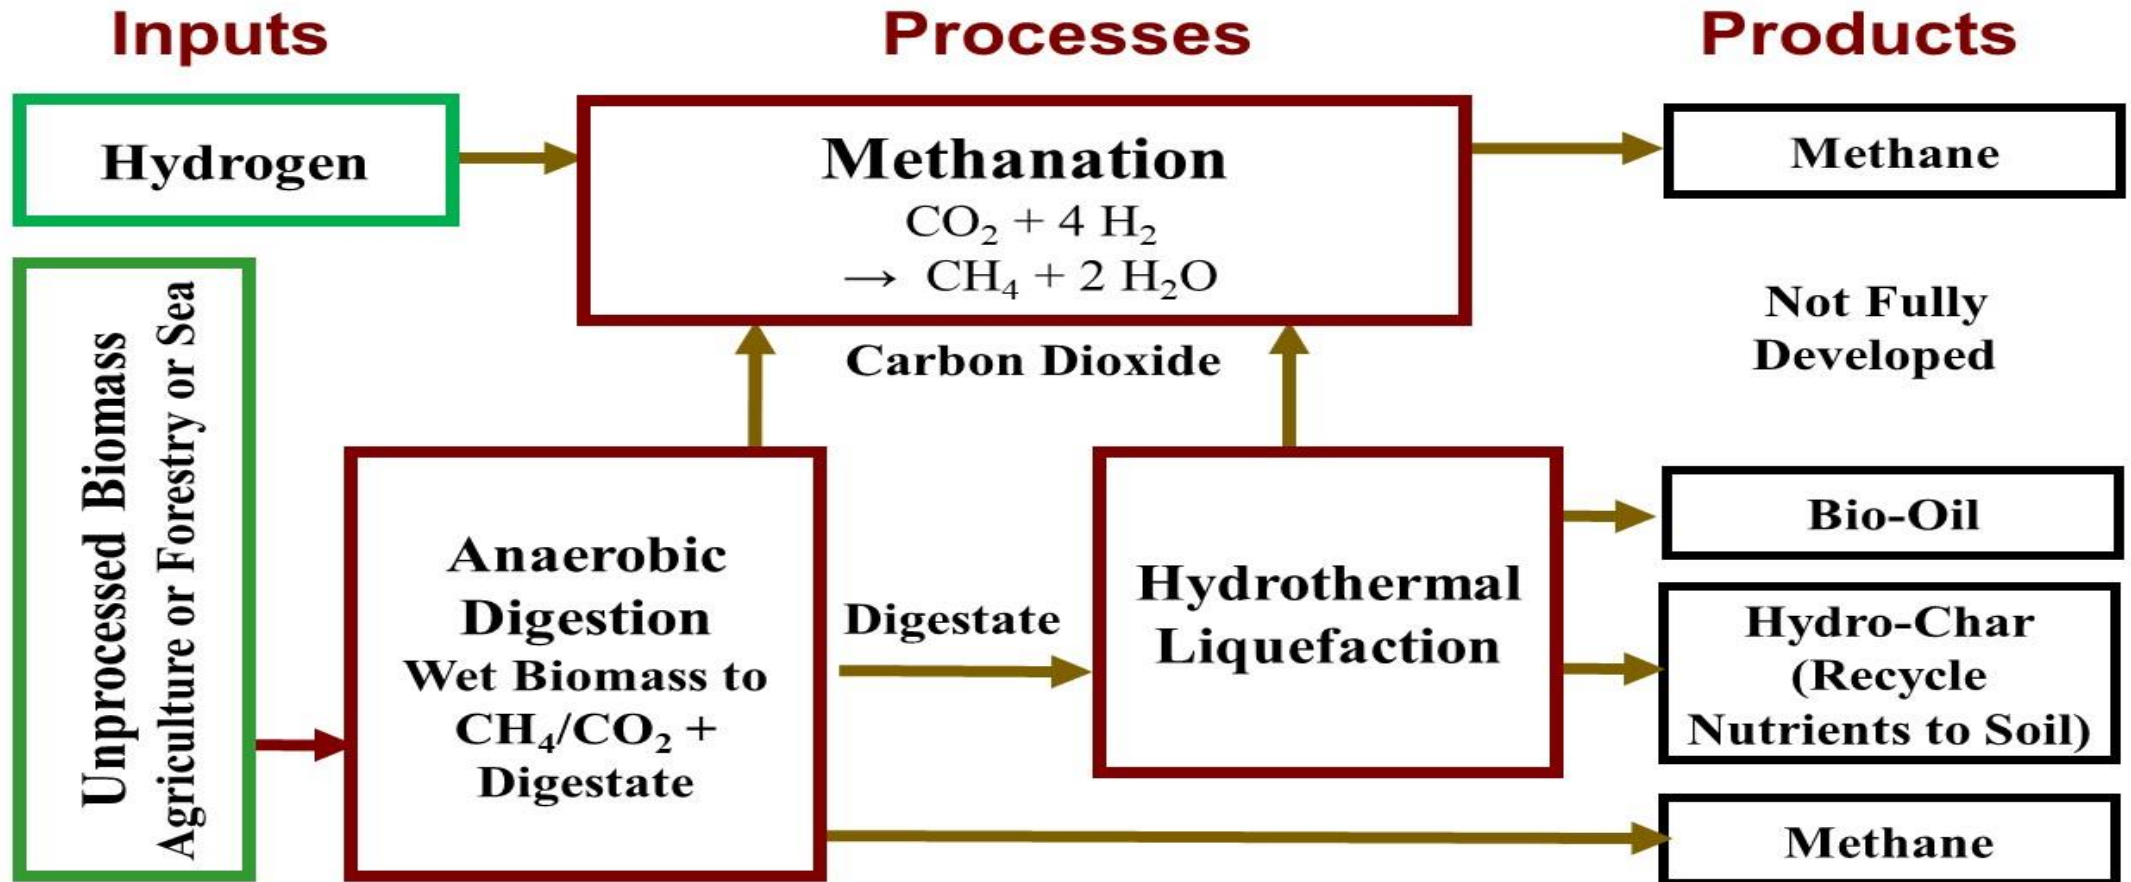 Inputs
Processes
Products
Hydrogen
Methanation
CO₂ + 4 H₂
→ CH₄ + 2 H₂O
Methane
Not Fully
Developed
Unprocessed Biomass
Agriculture or Forestry or Sea
Carbon Dioxide
Anaerobic
Digestion
Wet Biomass to
CH₄/CO₂ +
Digestate
Digestate
Hydrothermal
Liquefaction
Bio-Oil
Hydro-Char
(Recycle
Nutrients to Soil)
Methane